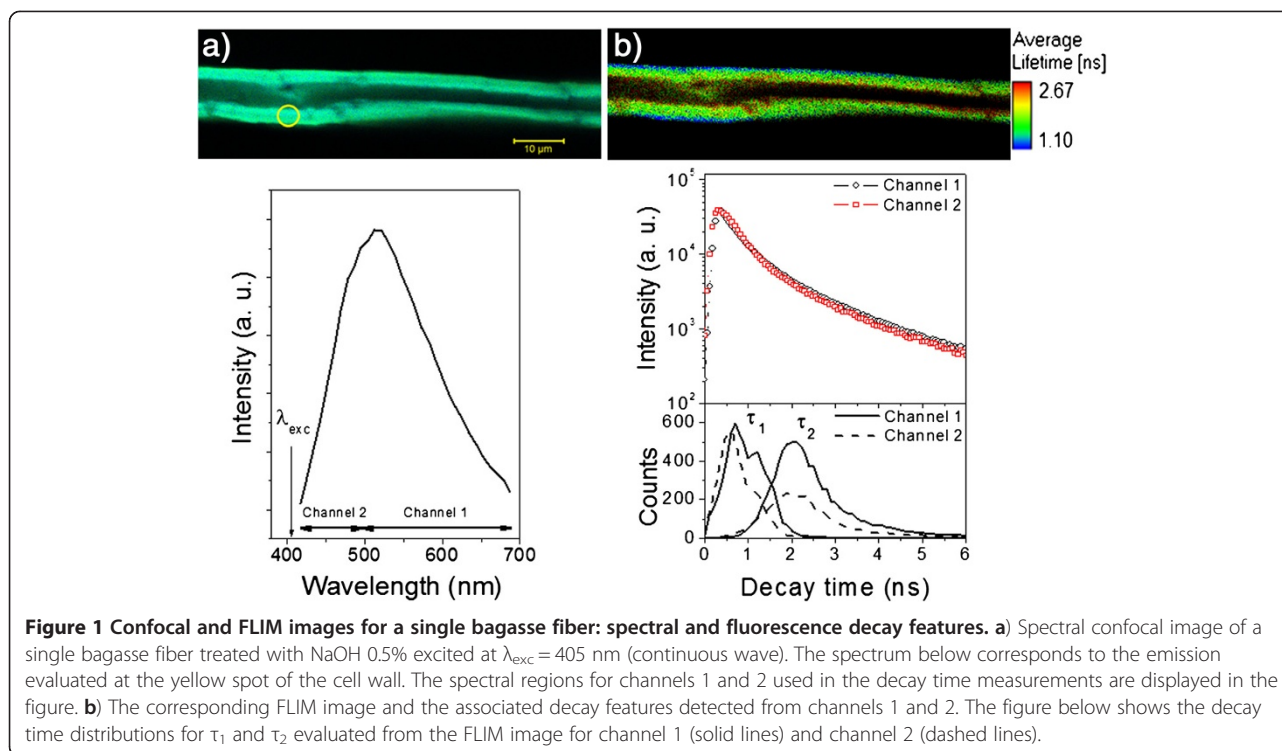 a)
10 µm
b)
Average
Lifetime [ns]
2.67
1.10
Intensity (a. u.)
λexc
Channel 2
Channel 1
400
500
600
700
Wavelength (nm)
Intensity (a. u.)
10^5
10^4
10^3
10^2
Channel 1
Channel 2
Counts
600
400
200
0
τ1
τ2
Channel 1
Channel 2
0
1
2
3
4
5
6
Decay time (ns)
Figure 1 Confocal and FLIM images for a single bagasse fiber: spectral and fluorescence decay features. a) Spectral confocal image of a
single bagasse fiber treated with NaOH 0.5% excited at λexc = 405 nm (continuous wave). The spectrum below corresponds to the emission
evaluated at the yellow spot of the cell wall. The spectral regions for channels 1 and 2 used in the decay time measurements are displayed in the
figure. b) The corresponding FLIM image and the associated decay features detected from channels 1 and 2. The figure below shows the decay
time distributions for τ1 and τ2 evaluated from the FLIM image for channel 1 (solid lines) and channel 2 (dashed lines).